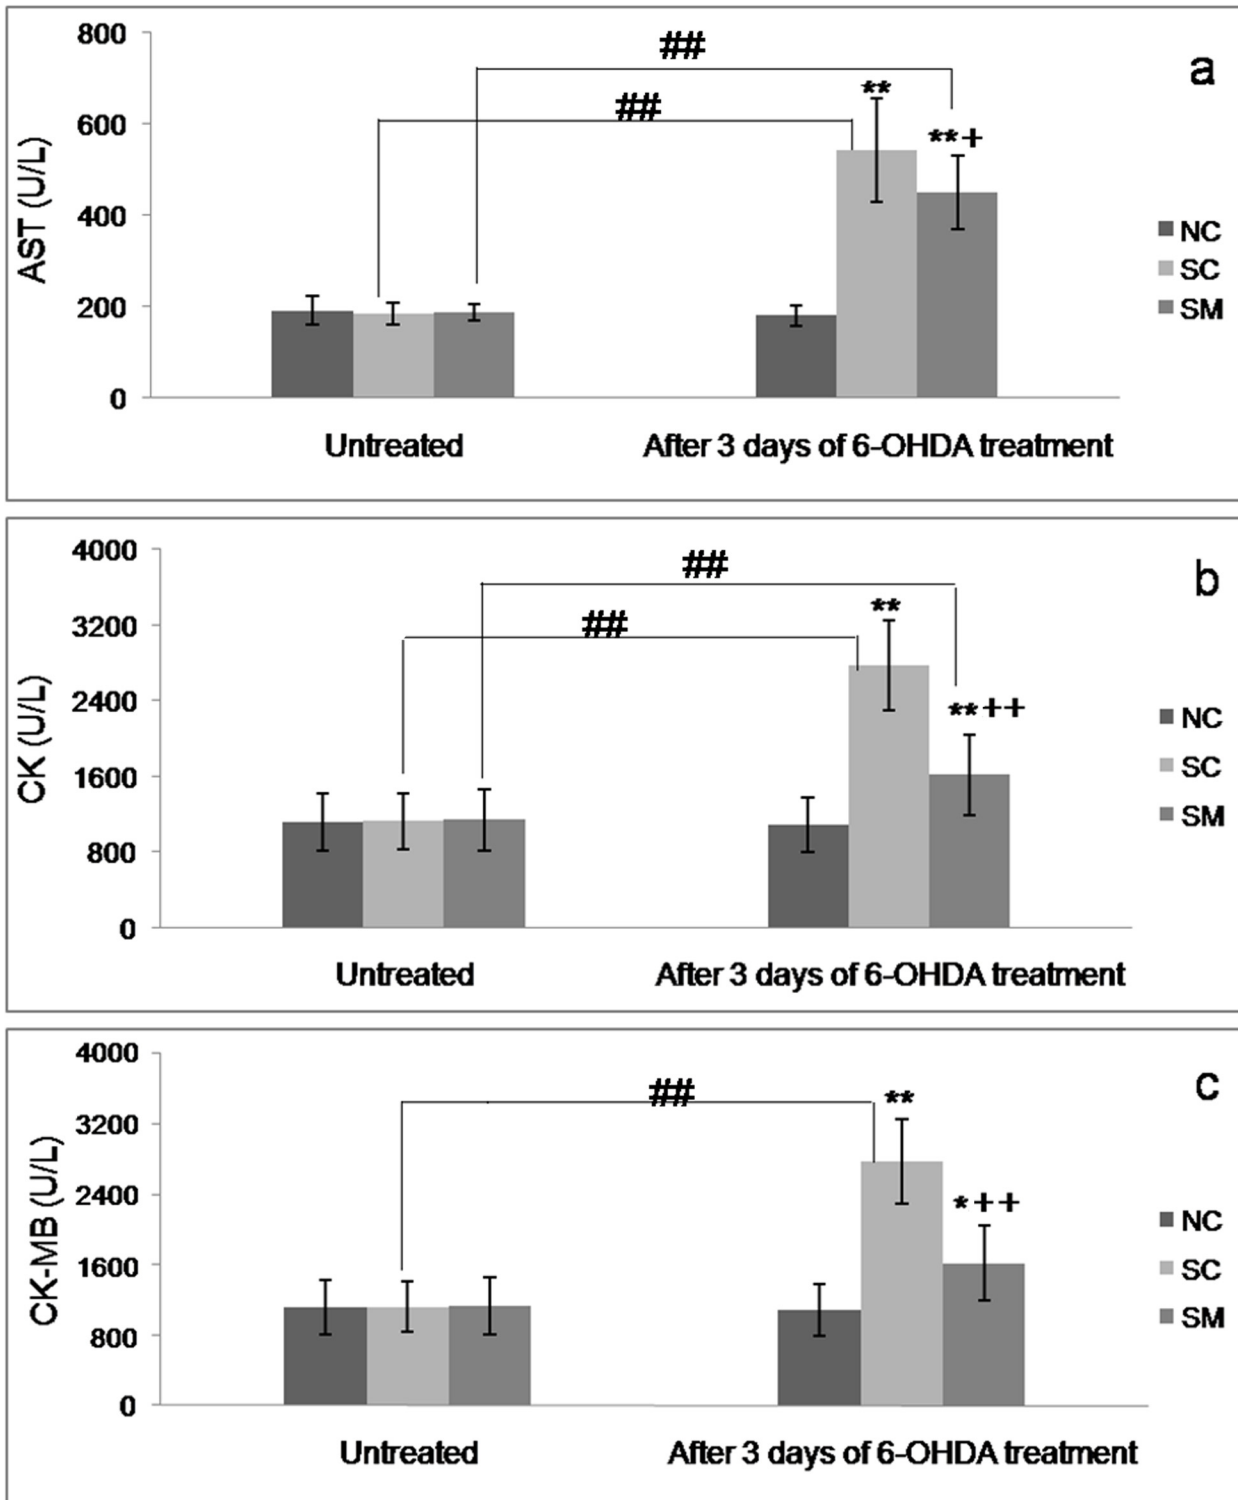 a
AST (U/L)
800
600
400
200
0
##
##
**
**+
NC
SC
SM
Untreated
After 3 days of 6-OHDA treatment
b
CK (U/L)
4000
3200
2400
1600
800
0
##
##
**
**++
NC
SC
SM
Untreated
After 3 days of 6-OHDA treatment
c
CK-MB (U/L)
4000
3200
2400
1600
800
0
##
**
*++
NC
SC
SM
Untreated
After 3 days of 6-OHDA treatment